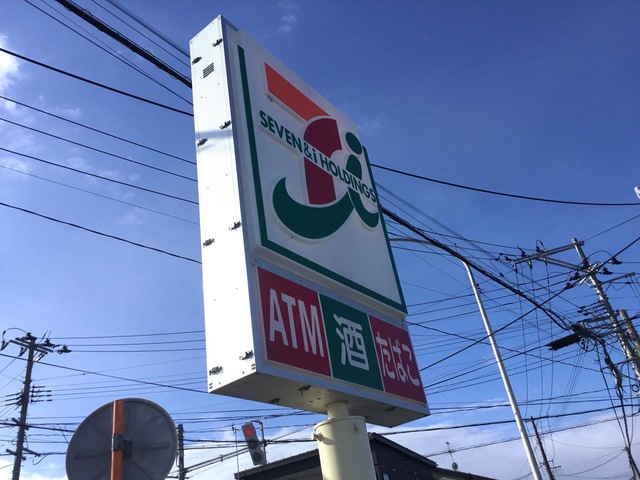 SEVEN&i HOLDINGS
ATM 酒 たばこ